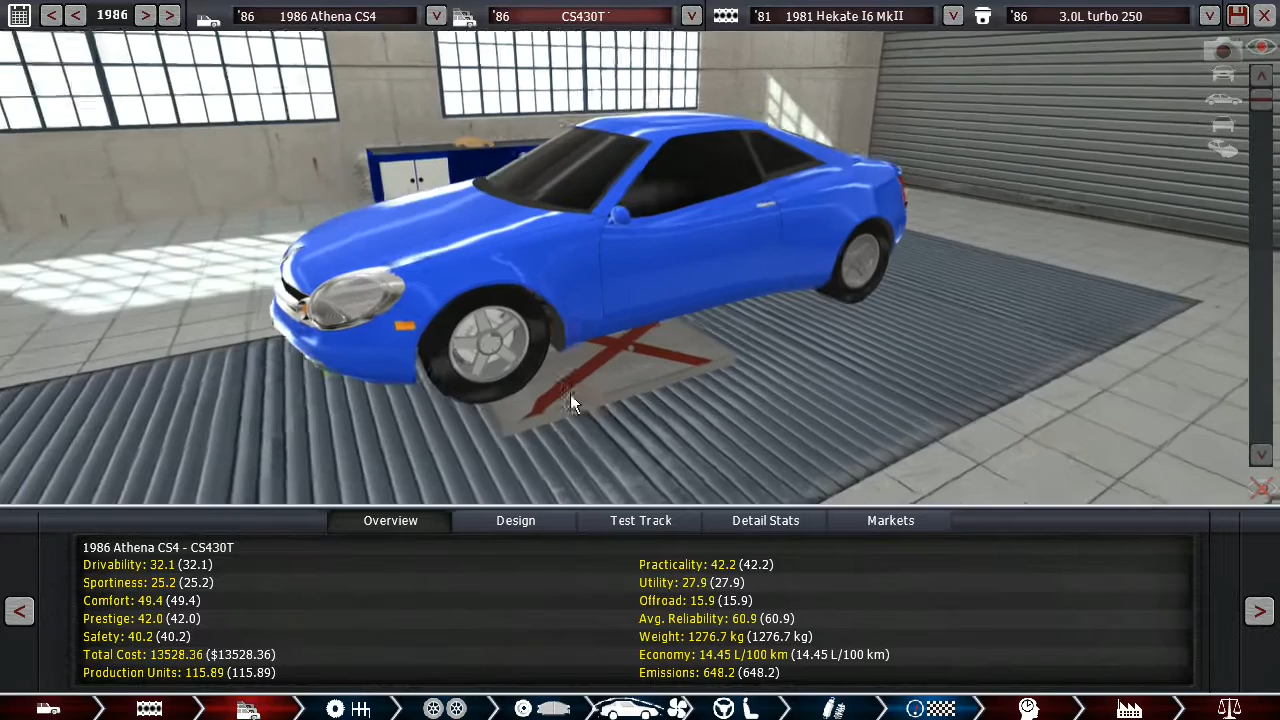 1986 '86 1986 Athena CS4 '86 CS430T '81 1981 Hekate I6 MkII '86 3.0L turbo 250
Overview Design Test Track Detail Stats Markets
1986 Athena CS4 - CS430T
Drivability: 32.1 (32.1)
Sportiness: 25.2 (25.2)
Comfort: 49.4 (49.4)
Prestige: 42.0 (42.0)
Safety: 40.2 (40.2)
Total Cost: 13528.36 ($13528.36)
Production Units: 115.89 (115.89)
Practicality: 42.2 (42.2)
Utility: 27.9 (27.9)
Offroad: 15.9 (15.9)
Avg. Reliability: 60.9 (60.9)
Weight: 1276.7 kg (1276.7 kg)
Economy: 14.45 L/100 km (14.45 L/100 km)
Emissions: 648.2 (648.2)